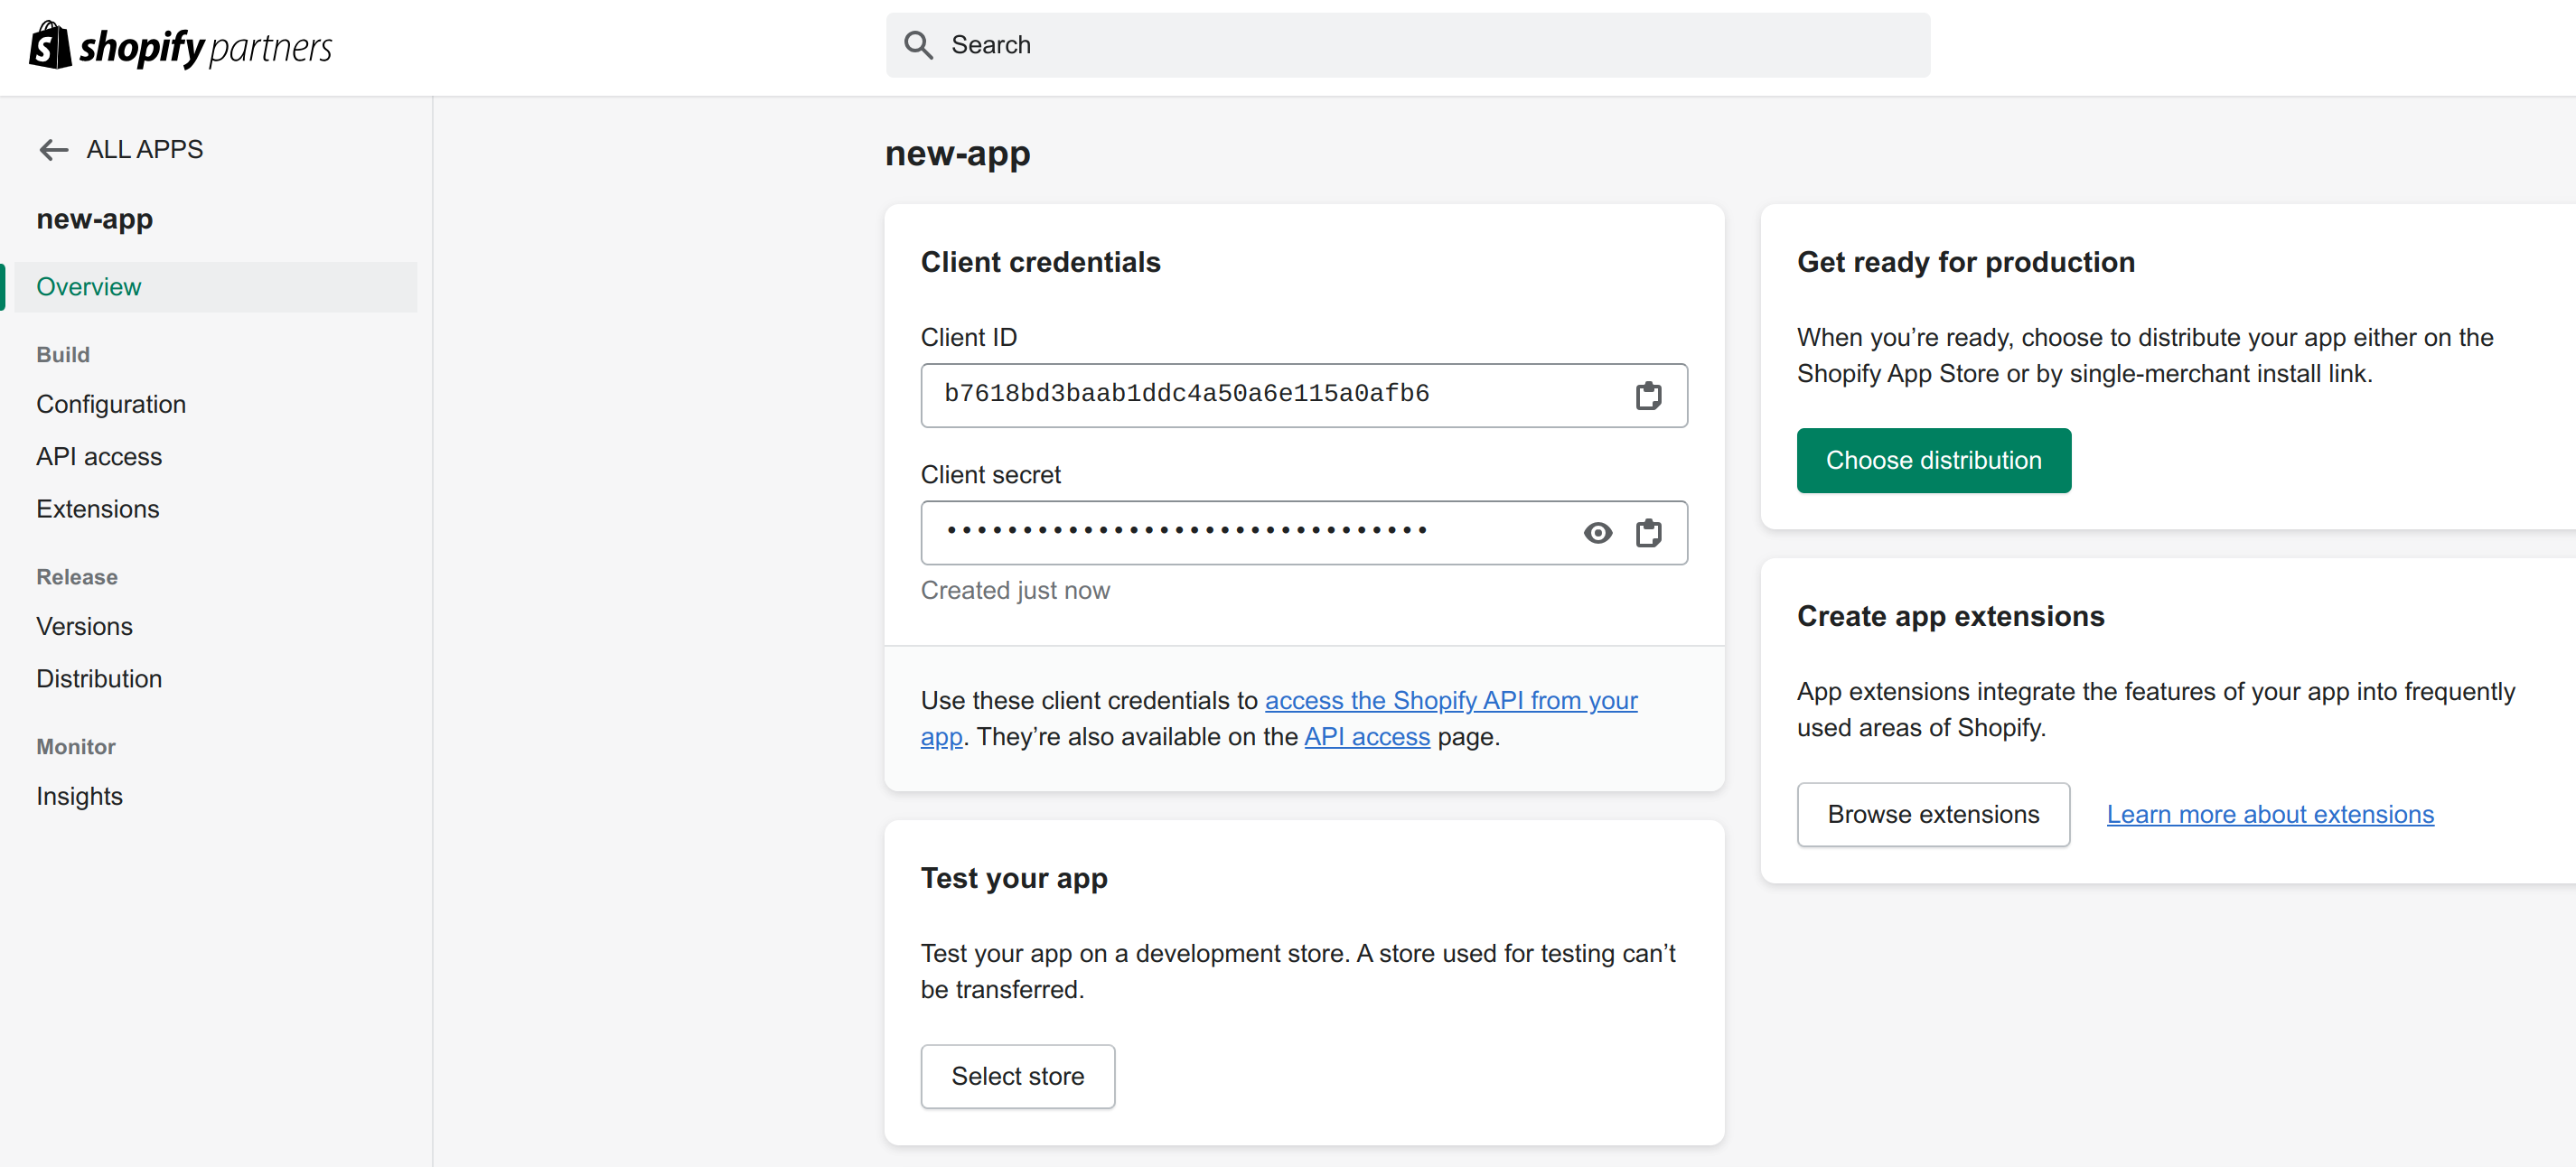 shopify partners
Search
ALL APPS
new-app
Overview
Build
Configuration
API access
Extensions
Release
Versions
Distribution
Monitor
Insights
new-app
Client credentials
Client ID
b7618bd3baab1ddc4a50a6e115a0afb6
Client secret
••••••••••••••••••••••••••••••••
Created just now
Use these client credentials to access the Shopify API from your
app. They’re also available on the API access page.
Test your app
Test your app on a development store. A store used for testing can’t
be transferred.
Select store
Get ready for production
When you’re ready, choose to distribute your app either on the
Shopify App Store or by single-merchant install link.
Choose distribution
Create app extensions
App extensions integrate the features of your app into frequently
used areas of Shopify.
Browse extensions
Learn more about extensions